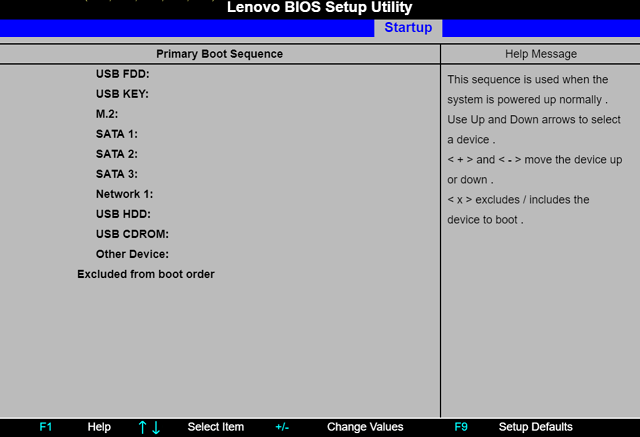 Lenovo BIOS Setup Utility
Startup
Primary Boot Sequence
Help Message
USB FDD:
USB KEY:
M.2:
SATA 1:
SATA 2:
SATA 3:
Network 1:
USB HDD:
USB CDROM:
Other Device:
Excluded from boot order
This sequence is used when the
system is powered up normally .
Use Up and Down arrows to select
a device .
< + > and < - > move the device up
or down .
< x > excludes / includes the
device to boot .
F1 Help ↑↓ Select Item +/- Change Values F9 Setup Defaults